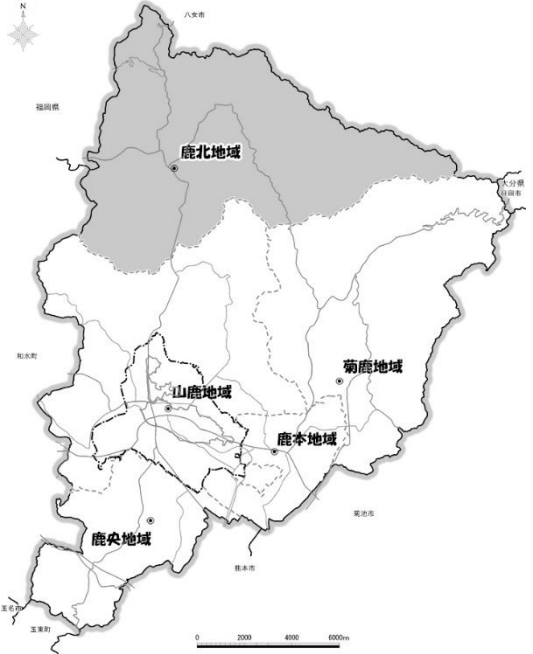 N
八女市
福岡県
鹿北地域
大分県
日田市
和水町
菊鹿地域
山鹿地域
鹿本地域
菊池市
鹿央地域
熊本市
玉名市
玉東町
0 2000 4000 6000m